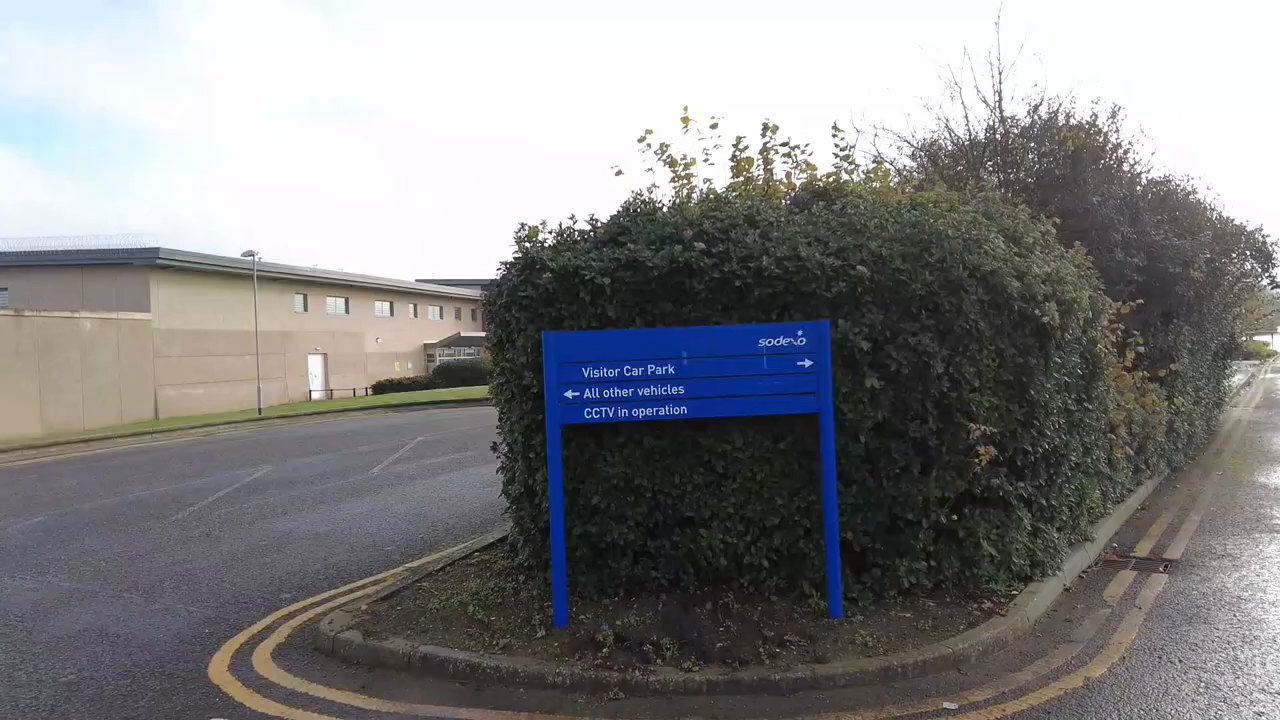 sodexo
Visitor Car Park
All other vehicles
CCTV in operation